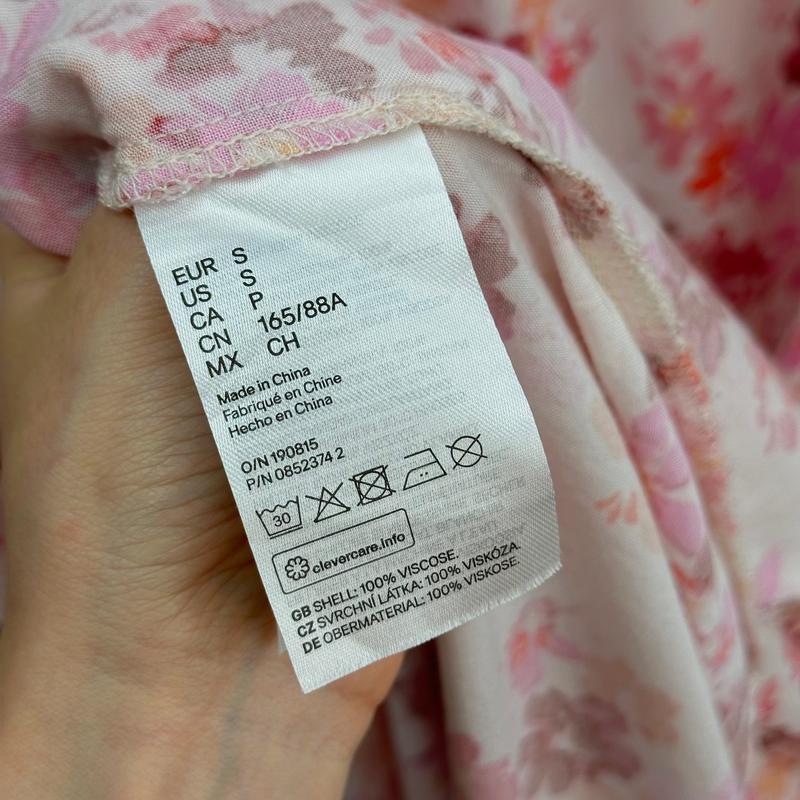 EUR S
US S
CA P
CN 165/88A
MX CH
Made in China
Fabriqué en Chine
Hecho en China
O/N 190815
P/N 0852374 2
30
clevercare.info
GB SHELL: 100% VISCOSE.
CZ SVRCHNÍ LÁTKA: 100% VISKÓZA.
DE OBERMATERIAL: 100% VISKOSE.